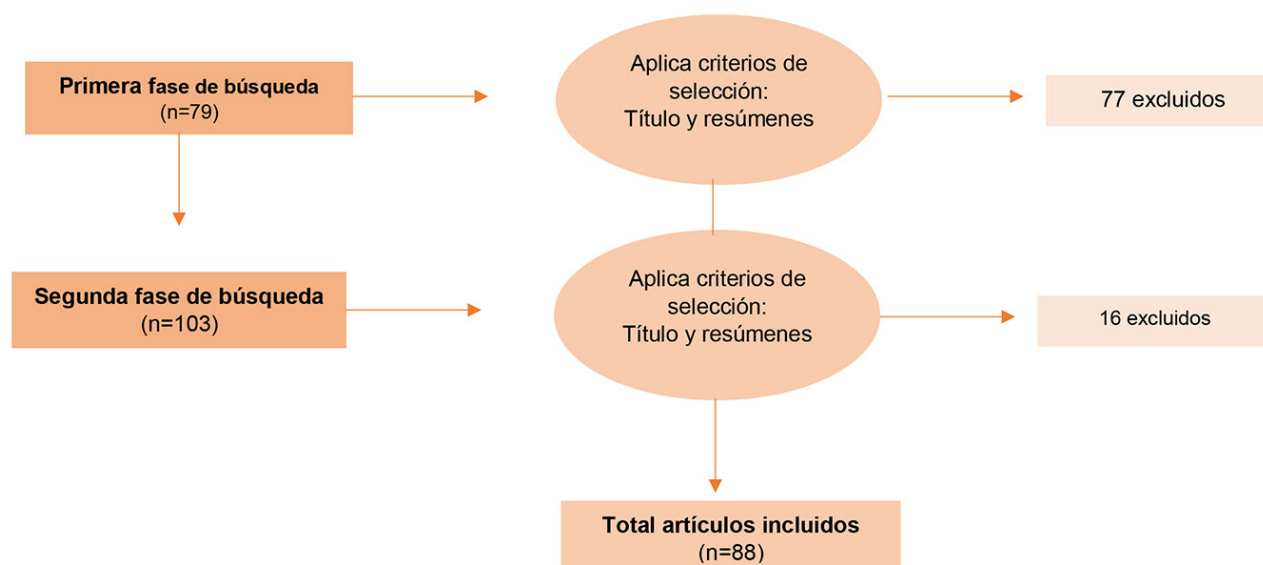 Primera fase de búsqueda
(n=79)
Aplica criterios de
selección:
Título y resúmenes
77 excluidos
Segunda fase de búsqueda
(n=103)
Aplica criterios de
selección:
Título y resúmenes
16 excluidos
Total artículos incluidos
(n=88)